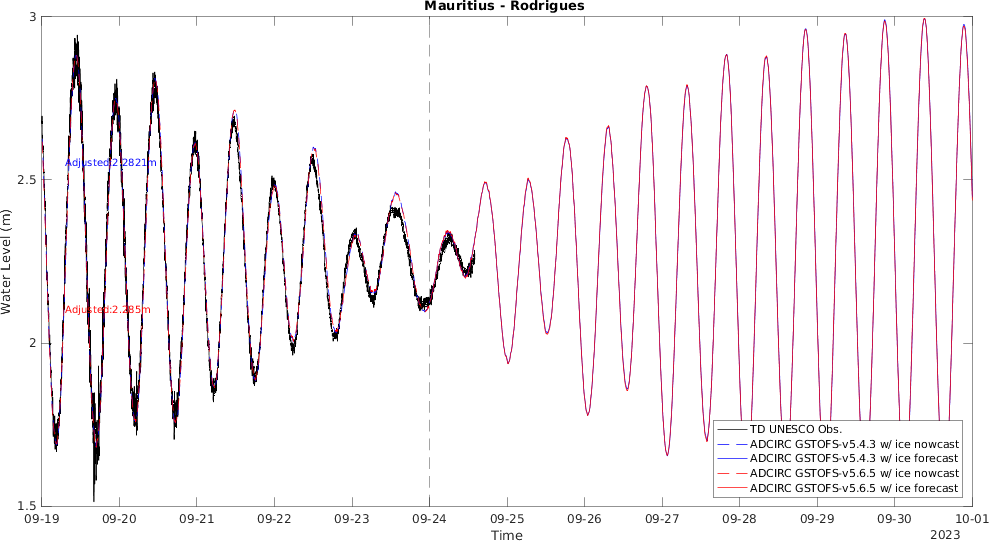 Mauritius - Rodrigues
3
2.5
2
1.5
Water Level (m)
Adjusted:2.2821m
Adjusted:2.285m
TD UNESCO Obs.
ADCIRC GSTOFS-v5.4.3 w/ ice nowcast
ADCIRC GSTOFS-v5.4.3 w/ ice forecast
ADCIRC GSTOFS-v5.6.5 w/ ice nowcast
ADCIRC GSTOFS-v5.6.5 w/ ice forecast
09-19 09-20 09-21 09-22 09-23 09-24 09-25 09-26 09-27 09-28 09-29 09-30 10-01
Time
2023